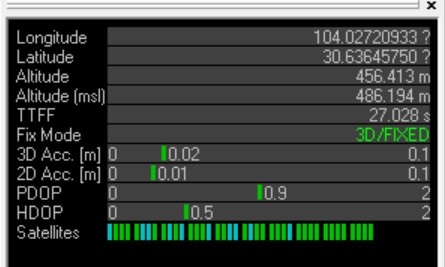 Longitude 104.02720933 ?
Latitude 30.63645750 ?
Altitude 456.413 m
Altitude (msl) 486.194 m
TTFF 27.028 s
Fix Mode 3D/FIXED
3D Acc. [m] 0 0.02 0.1
2D Acc. [m] 0 0.01 0.1
PDOP 0 0.9 2
HDOP 0 0.5 2
Satellites